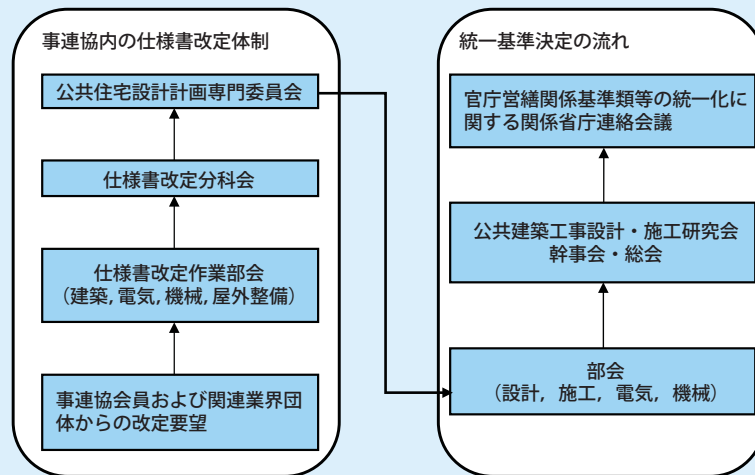 事連協内の仕様書改定体制
公共住宅設計計画専門委員会
仕様書改定分科会
仕様書改定作業部会
（建築，電気，機械，屋外整備）
事連協会員および関連業界団
体からの改定要望
統一基準決定の流れ
官庁営繕関係基準類等の統一化に
関する関係省庁連絡会議
公共建築工事設計・施工研究会
幹事会・総会
部会
（設計，施工，電気，機械）